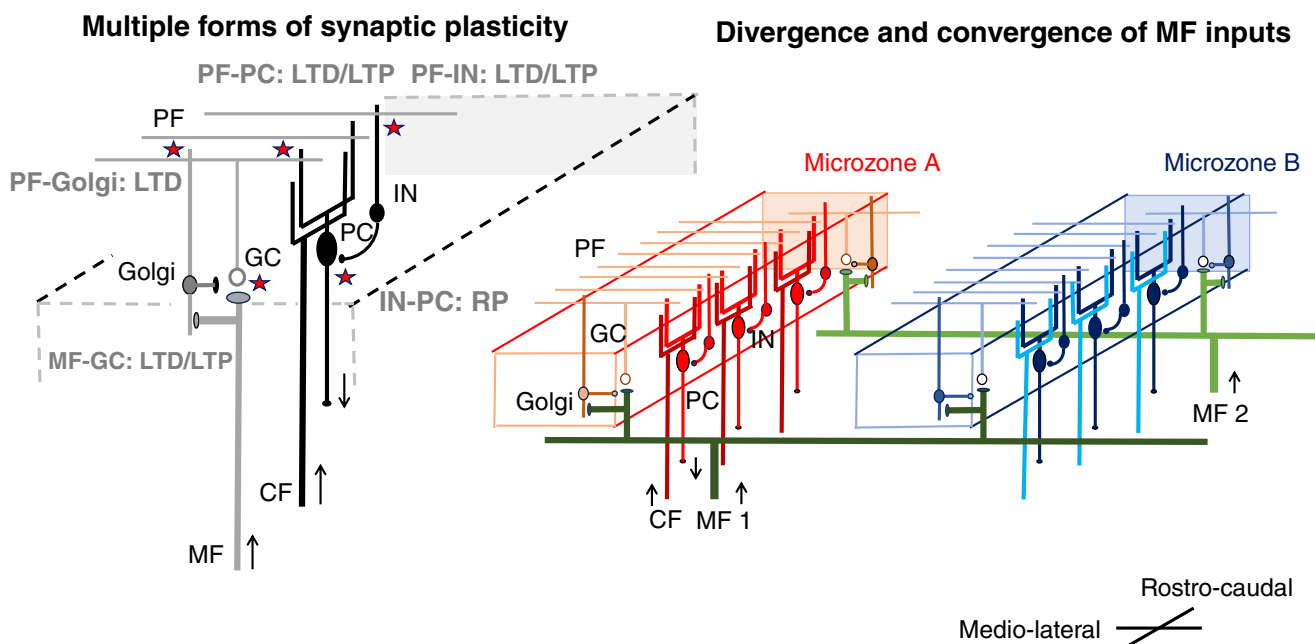 Multiple forms of synaptic plasticity
PF-PC: LTD/LTP PF-IN: LTD/LTP
PF
PF-Golgi: LTD
IN
PC
GC
Golgi
IN-PC: RP
MF-GC: LTD/LTP
CF
MF
Divergence and convergence of MF inputs
Microzone A
Microzone B
PF
GC
IN
Golgi
PC
MF 2
CF
MF 1
Rostro-caudal
Medio-lateral